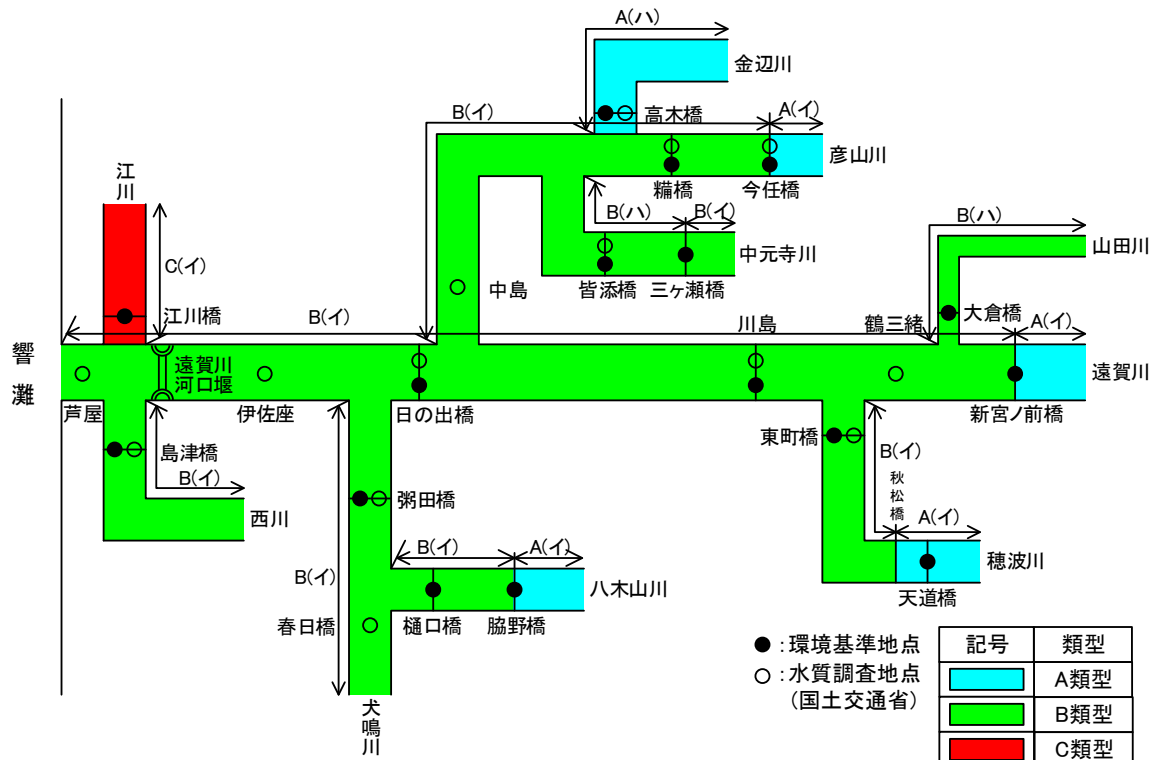 A(ハ)
金辺川
B(イ)
高木橋
A(イ)
彦山川
糒橋
今任橋
江川
B(ハ)
B(イ)
中元寺川
B(ハ)
山田川
C(イ)
皆添橋
三ヶ瀬橋
中島
大倉橋
江川橋
B(イ)
川島
鶴三緒
A(イ)
響灘
遠賀川
河口堰
遠賀川
芦屋
伊佐座
日の出橋
新宮ノ前橋
島津橋
東町橋
B(イ)
B(イ)
秋松橋
粥田橋
西川
A(イ)
B(イ)
A(イ)
穂波川
B(イ)
八木山川
天道橋
春日橋
樋口橋
脇野橋
犬鳴川
●:環境基準地点
○:水質調査地点
(国土交通省)
記号 類型
A類型
B類型
C類型